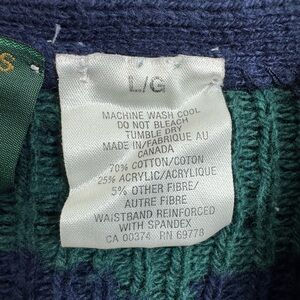 S
L/G
MACHINE WASH COOL
DO NOT BLEACH
TUMBLE DRY
MADE IN/FABRIQUE AU
CANADA
70% COTTON/COTON
25% ACRYLIC/ACRYLIQUE
5% OTHER FIBRE/
AUTRE FIBRE
WAISTBAND REINFORCED
WITH SPANDEX
CA 00374 RN 69778